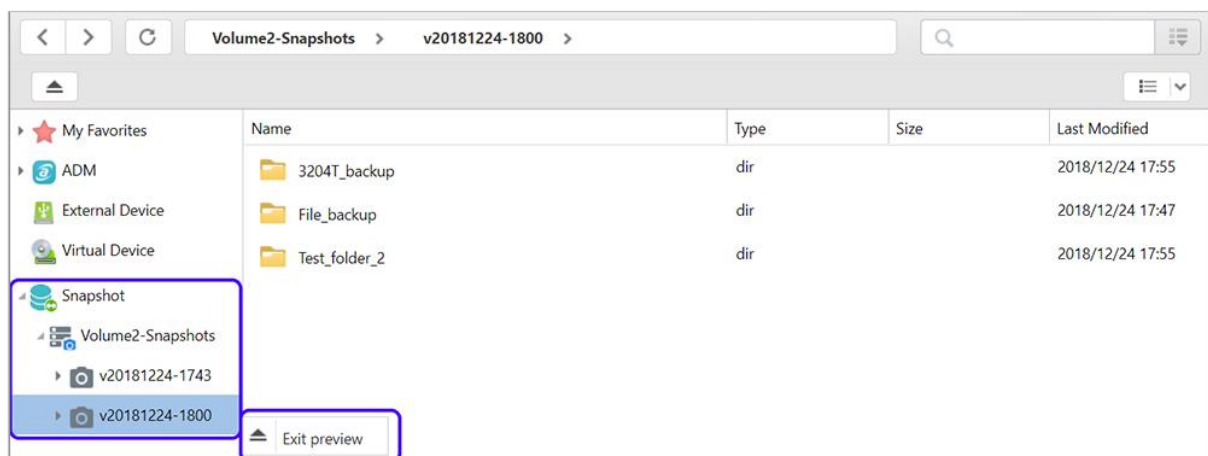 Volume2-Snapshots > v20181224-1800 >
My Favorites
ADM
External Device
Virtual Device
Snapshot
Volume2-Snapshots
v20181224-1743
v20181224-1800
Name Type Size Last Modified
3204T_backup dir 2018/12/24 17:55
File_backup dir 2018/12/24 17:47
Test_folder_2 dir 2018/12/24 17:55
Exit preview